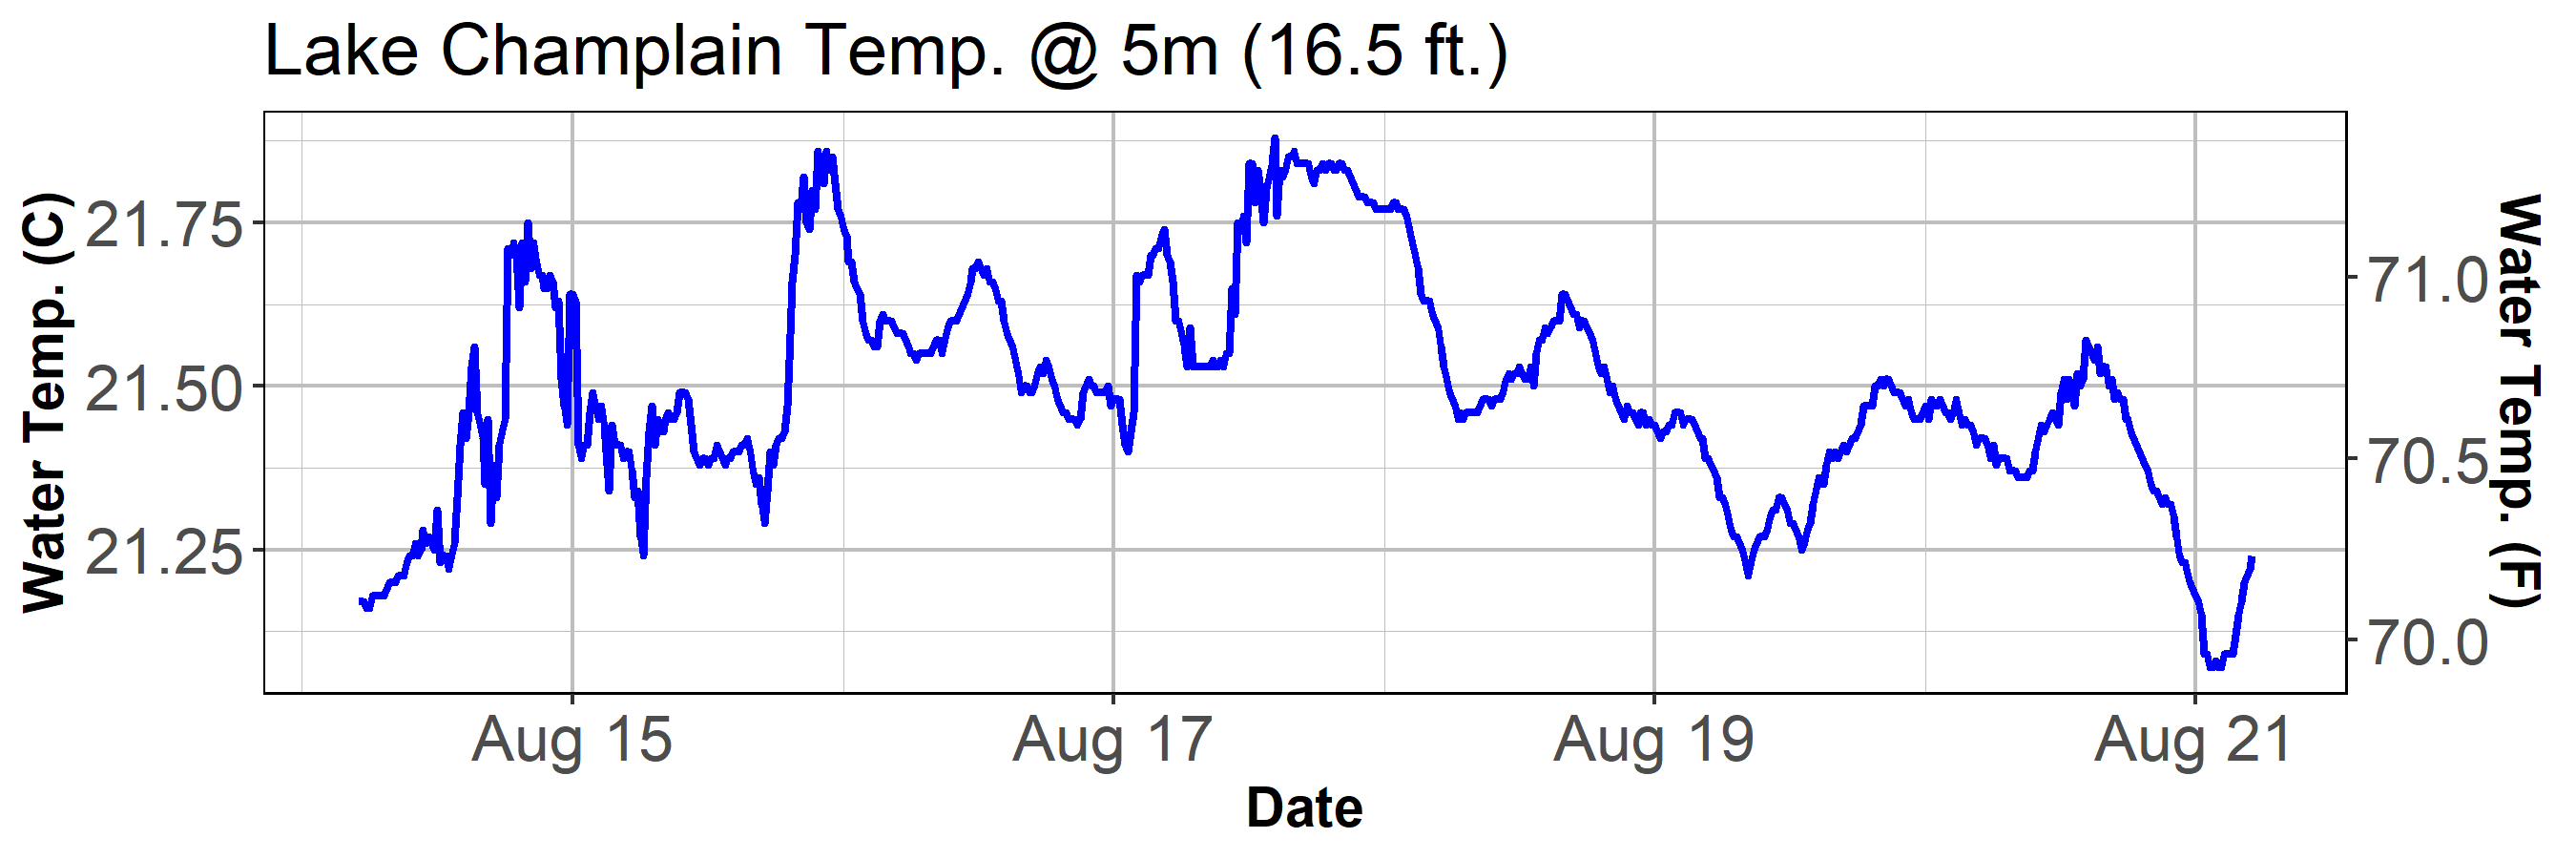 Lake Champlain Temp. @ 5m (16.5 ft.)
Water Temp. (C)
21.75
21.50
21.25
71.0
70.5
70.0
Water Temp. (F)
Aug 15
Aug 17
Aug 19
Aug 21
Date